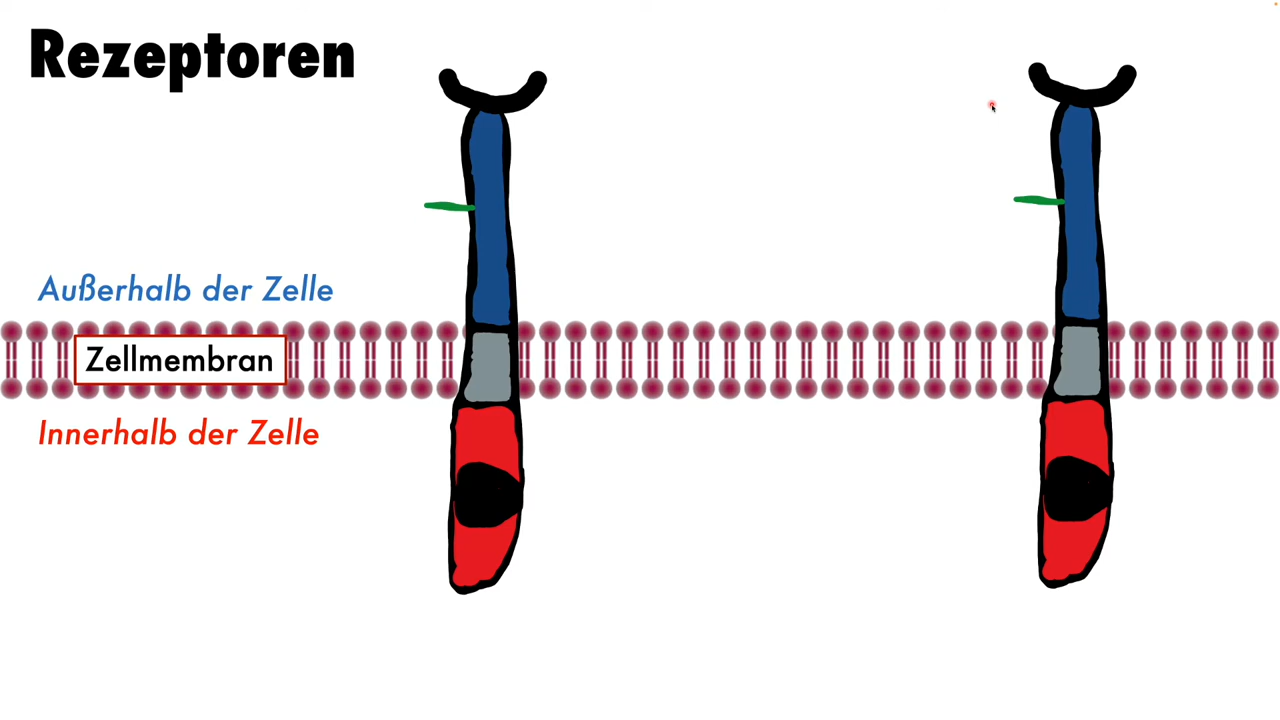 Rezeptoren
Außerhalb der Zelle
Zellmembran
Innerhalb der Zelle